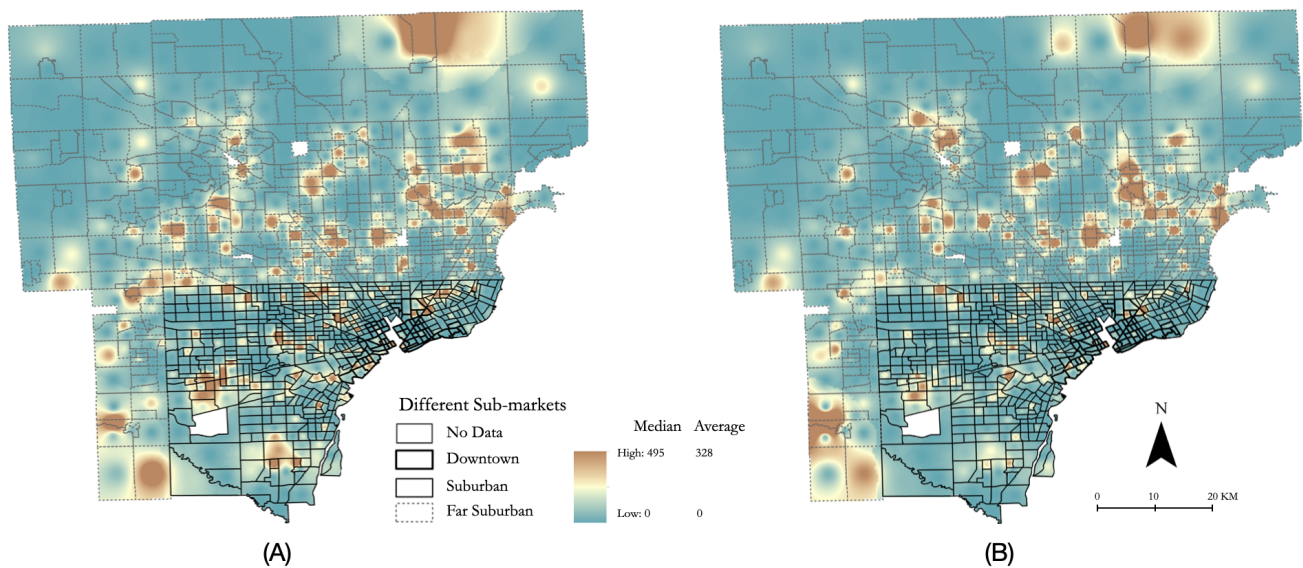 Different Sub-markets
No Data
Downtown
Suburban
Far Suburban
Median Average
High: 495 328
Low: 0 0
N
0 10 20 KM
(A)
(B)